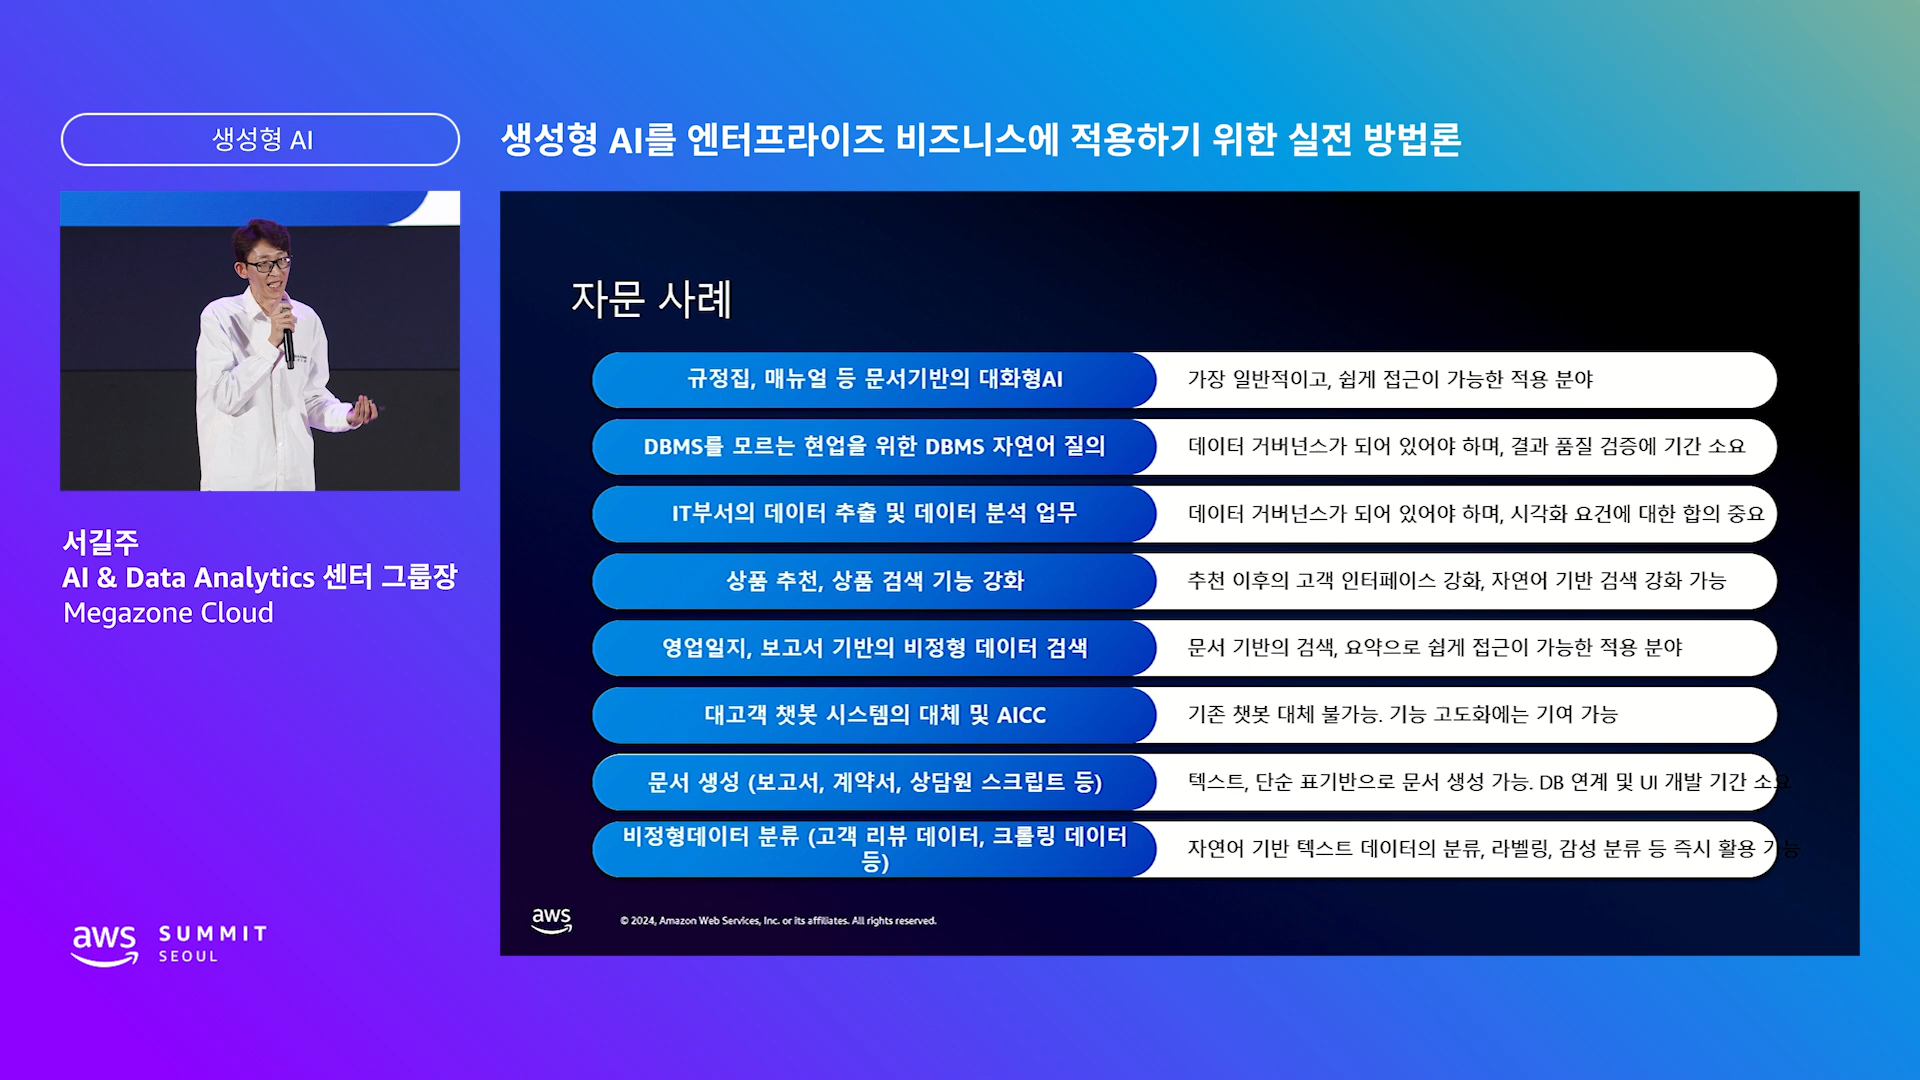 생성형 AI
생성형 AI를 엔터프라이즈 비즈니스에 적용하기 위한 실전 방법론
서길주
AI & Data Analytics 센터 그룹장
Megazone Cloud
자문 사례
규정집, 매뉴얼 등 문서기반의 대화형AI
가장 일반적이고, 쉽게 접근이 가능한 적용 분야
DBMS를 모르는 현업을 위한 DBMS 자연어 질의
데이터 거버넌스가 되어 있어야 하며, 결과 품질 검증에 기간 소요
IT부서의 데이터 추출 및 데이터 분석 업무
데이터 거버넌스가 되어 있어야 하며, 시각화 요건에 대한 합의 중요
상품 추천, 상품 검색 기능 강화
추천 이후의 고객 인터페이스 강화, 자연어 기반 검색 강화 가능
영업일지, 보고서 기반의 비정형 데이터 검색
문서 기반의 검색, 요약으로 쉽게 접근이 가능한 적용 분야
대고객 챗봇 시스템의 대체 및 AICC
기존 챗봇 대체 불가능. 기능 고도화에는 기여 가능
문서 생성 (보고서, 계약서, 상담원 스크립트 등)
텍스트, 단순 표기반으로 문서 생성 가능. DB 연계 및 UI 개발 기간 소요
비정형데이터 분류 (고객 리뷰 데이터, 크롤링 데이터
등)
자연어 기반 텍스트 데이터의 분류, 라벨링, 감성 분류 등 즉시 활용 가능
aws
© 2024, Amazon Web Services, Inc. or its affiliates. All rights reserved.
aws
SUMMIT
SEOUL